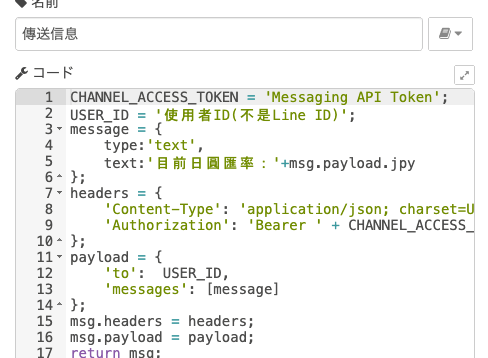 名前
傳送信息
コード
1 CHANNEL_ACCESS_TOKEN = 'Messaging API Token';
2 USER_ID = '使用者ID(不是Line ID)';
3 message = {
4 type:'text',
5 text:'目前日圓匯率：'+msg.payload.jpy
6 };
7 headers = {
8 'Content-Type': 'application/json; charset=U
9 'Authorization': 'Bearer ' + CHANNEL_ACCESS_
10 };
11 payload = {
12 'to':  USER_ID,
13 'messages': [message]
14 };
15 msg.headers = headers;
16 msg.payload = payload;
17 return msg;